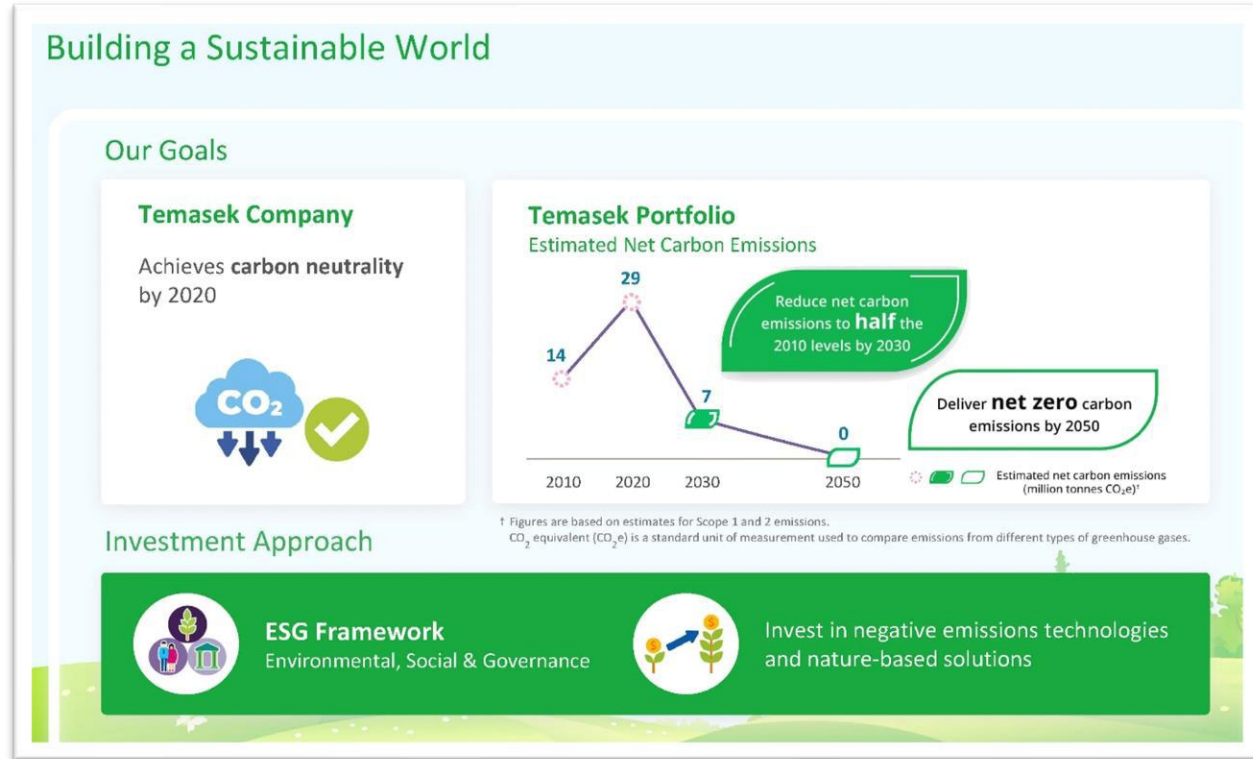 Building a Sustainable World
Our Goals
Temasek Company
Achieves carbon neutrality
by 2020
CO₂
Temasek Portfolio
Estimated Net Carbon Emissions
14
29
7
0
2010
2020
2030
2050
Reduce net carbon
emissions to half the
2010 levels by 2030
Deliver net zero carbon
emissions by 2050
Estimated net carbon emissions
(million tonnes CO₂e)†
† Figures are based on estimates for Scope 1 and 2 emissions.
CO₂ equivalent (CO₂e) is a standard unit of measurement used to compare emissions from different types of greenhouse gases.
Investment Approach
ESG Framework
Environmental, Social & Governance
S
S
Invest in negative emissions technologies
and nature-based solutions